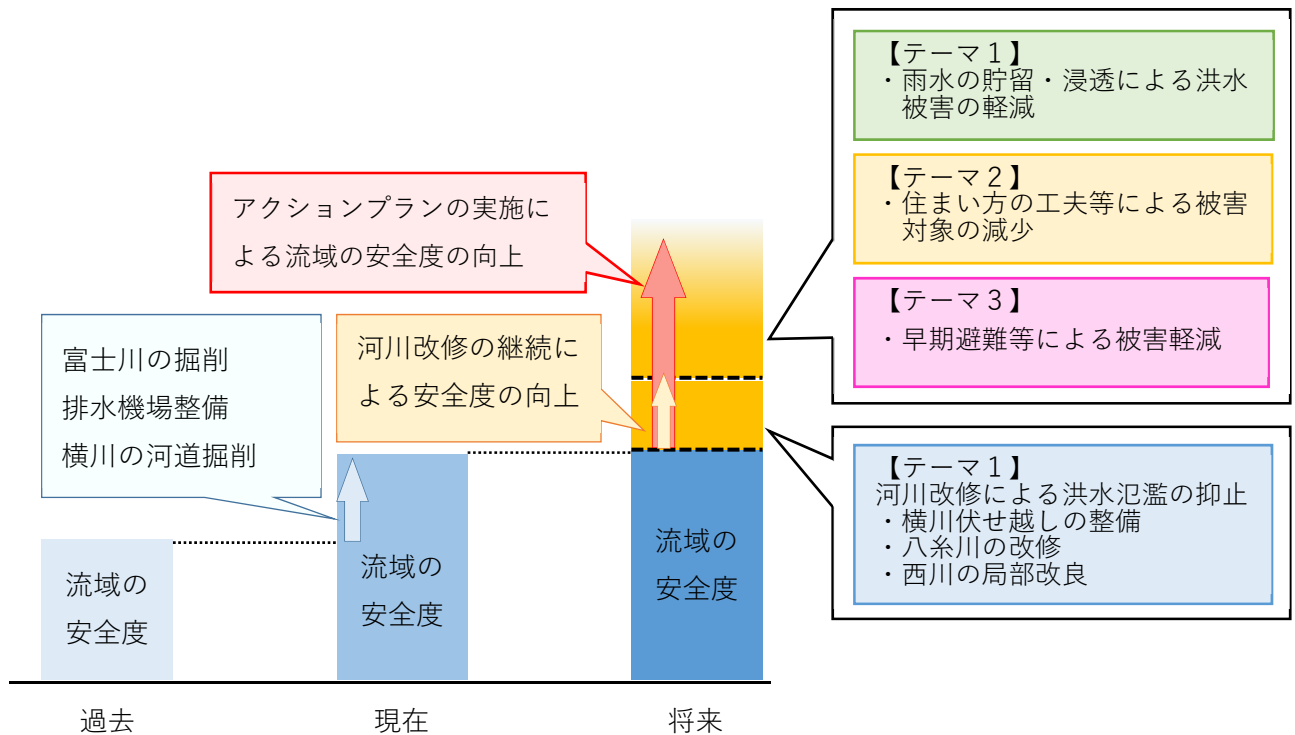 【テーマ１】
・雨水の貯留・浸透による洪水
被害の軽減
【テーマ２】
・住まい方の工夫等による被害
対象の減少
【テーマ３】
・早期避難等による被害軽減
アクションプランの実施に
よる流域の安全度の向上
富士川の掘削
排水機場整備
横川の河道掘削
河川改修の継続に
よる安全度の向上
【テーマ１】
河川改修による洪水氾濫の抑止
・横川伏せ越しの整備
・八糸川の改修
・西川の局部改良
流域の
安全度
流域の
安全度
流域の
安全度
過去
現在
将来